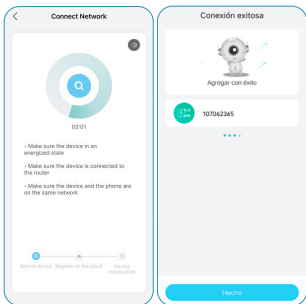 Connect Network
02:01
• Make sure the device in an
energized state
• Make sure the device is connected to
the router
• Make sure the device and the phone are
on the same network
Search device
Register to the cloud
Device
initialization
Conexión exitosa
Agregar con éxito
107062365
Hecho